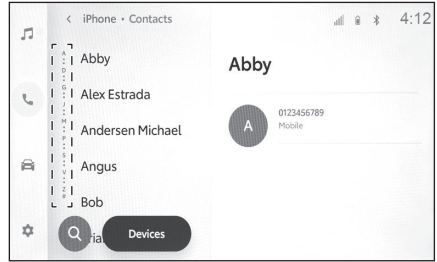 iPhone • Contacts
4:12
A
D
G
J
M
P
S
V
Z
#
Abby
Alex Estrada
Andersen Michael
Angus
Bob
Devices
Abby
A
0123456789
Mobile